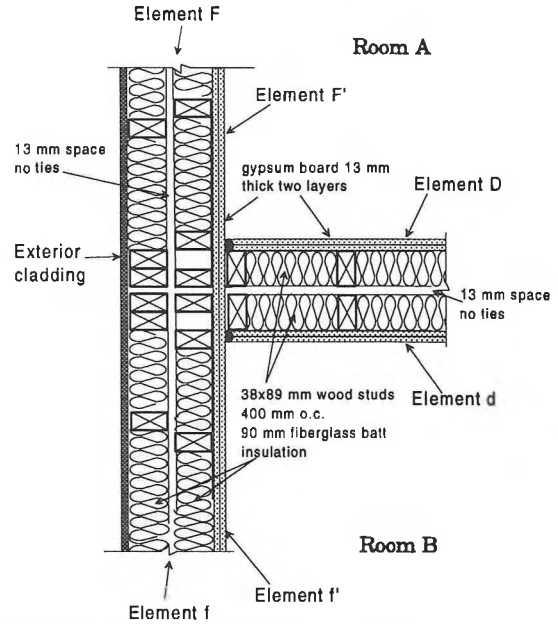 Element F
Room A
Element F'
13 mm space
no ties
gypsum board 13 mm
thick two layers
Element D
Exterior
cladding
13 mm space
no ties
38x89 mm wood studs
400 mm o.c.
90 mm fiberglass batt
insulation
Element d
Room B
Element f
Element f'